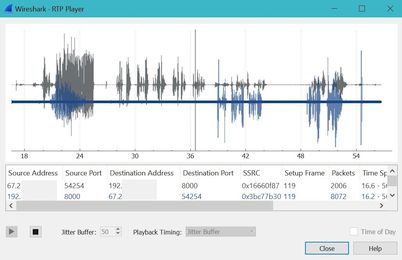 Wireshark - RTP Player
18 24 30 36 42 48 54
Source Address Source Port Destination Address Destination Port SSRC Setup Frame Packets Time Sp
67.2 54254 192. 8000 0x16660f87 119 2006 16.6 - 5
192. 8000 67.2 54254 0x3bc77b30 119 8072 16.2 -
Jitter Buffer: 50 Playback Timing: Jitter Buffer Time of Day
Close Help